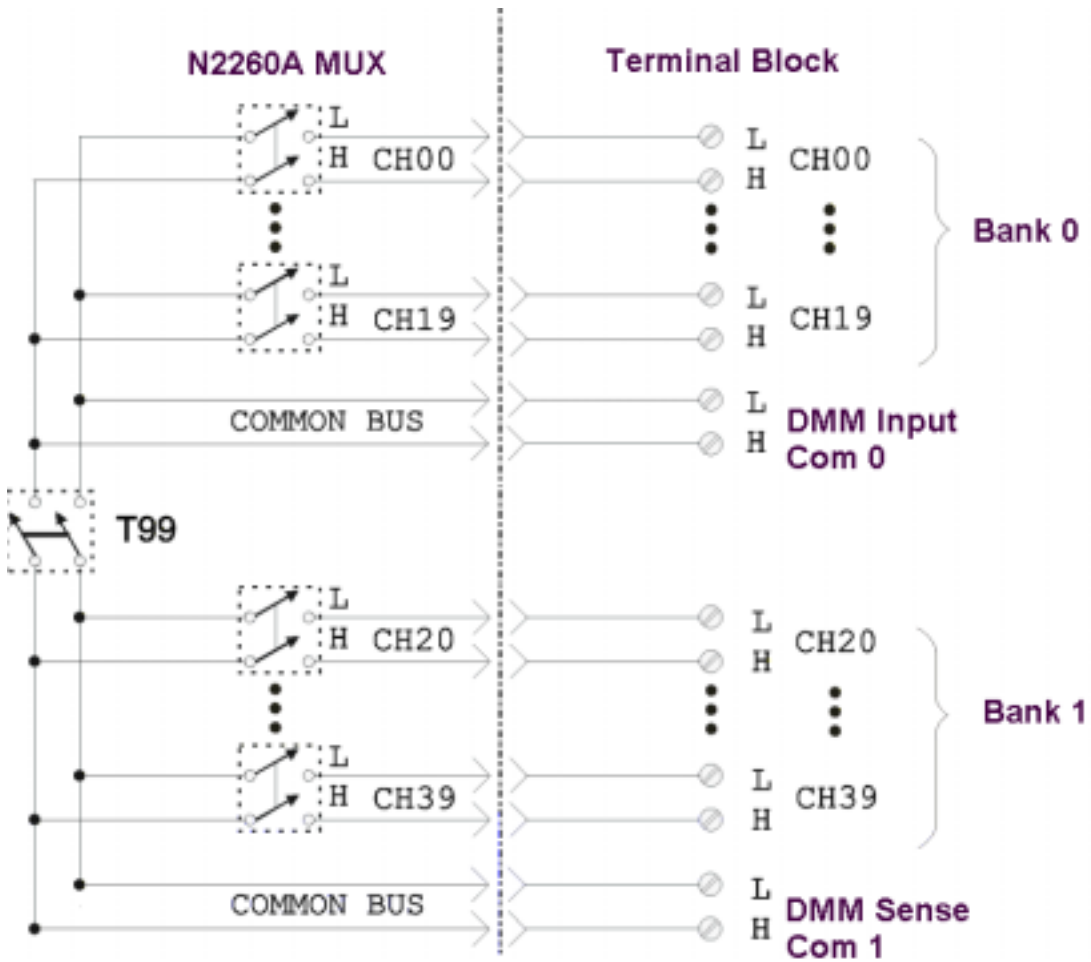 N2260A MUX
Terminal Block
L
H CH00
L
H
CH00
Bank 0
L
H CH19
L
H
CH19
COMMON BUS
L
H
DMM Input
Com 0
T99
L
H CH20
L
H
CH20
Bank 1
L
H CH39
L
H
CH39
COMMON BUS
L
H
DMM Sense
Com 1